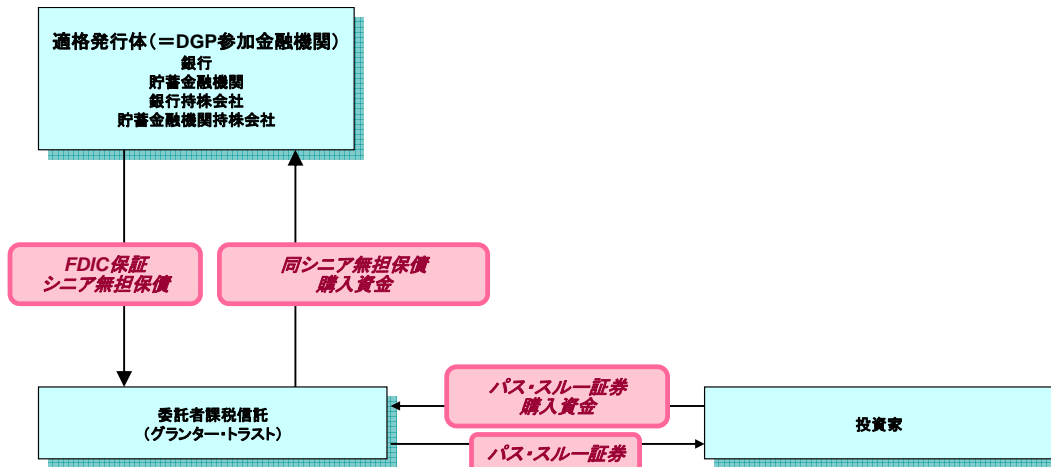 適格発行体(=DGP参加金融機関)
銀行
貯蓄金融機関
銀行持株会社
貯蓄金融機関持株会社
FDIC保証
シニア無担保債
同シニア無担保債
購入資金
パス・スルー証券
購入資金
委託者課税信託
(グランター・トラスト)
投資家
パス・スルー証券